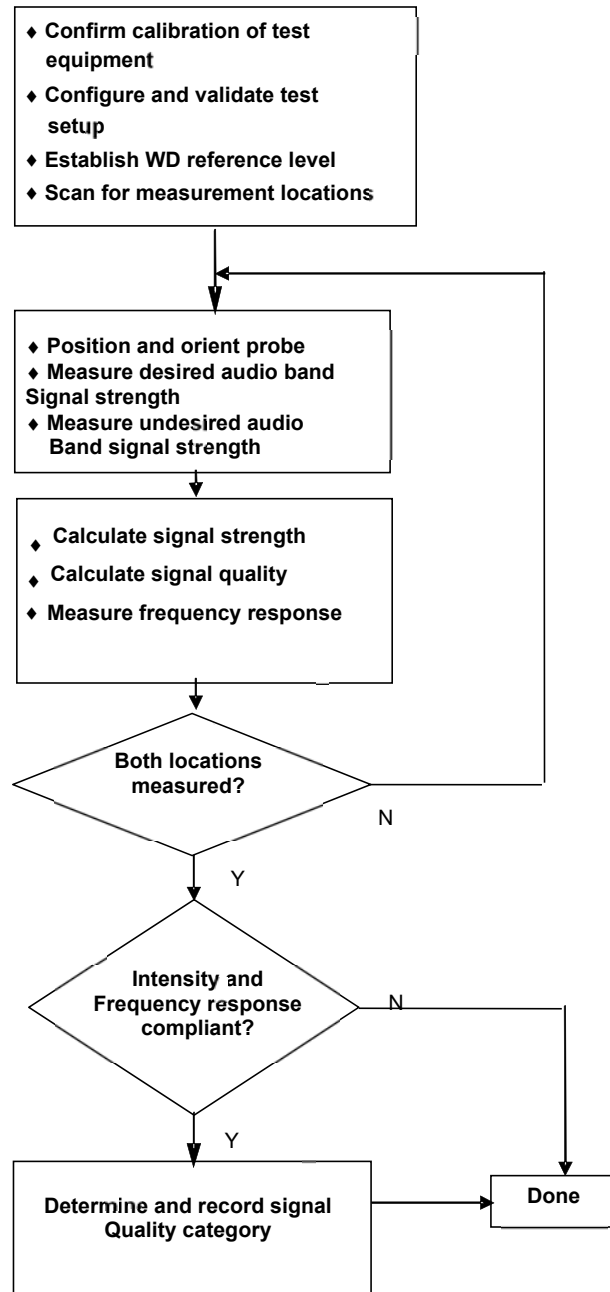 ♦ Confirm calibration of test
equipment
♦ Configure and validate test
setup
♦ Establish WD reference level
♦ Scan for measurement locations
♦ Position and orient probe
♦ Measure desired audio band
Signal strength
♦ Measure undesired audio
Band signal strength
♦ Calculate signal strength
♦ Calculate signal quality
♦ Measure frequency response
Both locations
measured?
N
Y
Intensity and
Frequency response
compliant?
N
Y
Determine and record signal
Quality category
Done